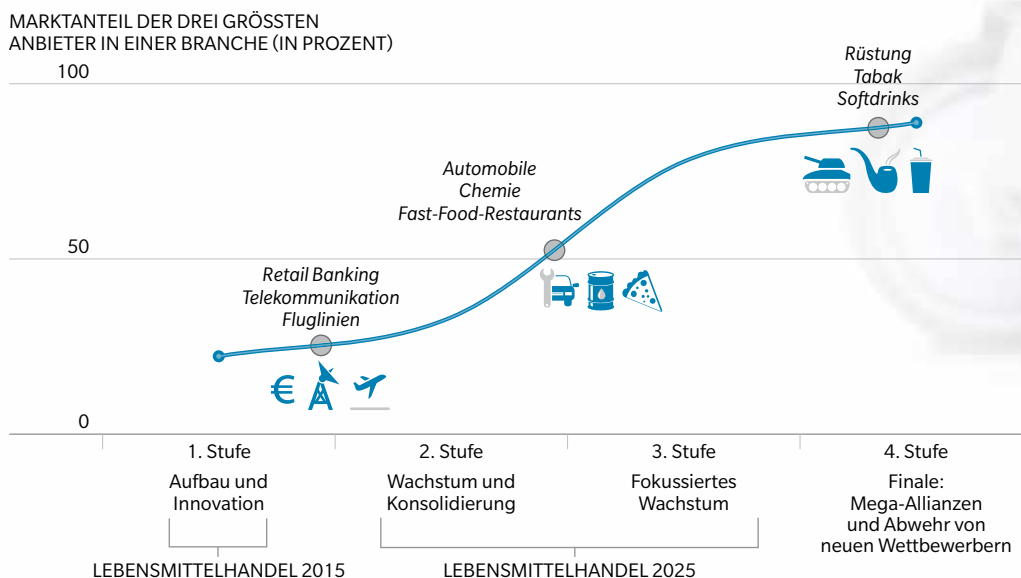 MARKTANTEIL DER DREI GRÖSSTEN
ANBIETER IN EINER BRANCHE (IN PROZENT)
100
Rüstung
Tabak
Softdrinks
Automobile
Chemie
Fast-Food-Restaurants
50
Retail Banking
Telekommunikation
Fluglinien
€
0
1. Stufe
Aufbau und
Innovation
2. Stufe
Wachstum und
Konsolidierung
3. Stufe
Fokussiertes
Wachstum
4. Stufe
Finale:
Mega-Allianzen
und Abwehr von
neuen Wettbewerbern
LEBENSMITTELHANDEL 2015
LEBENSMITTELHANDEL 2025